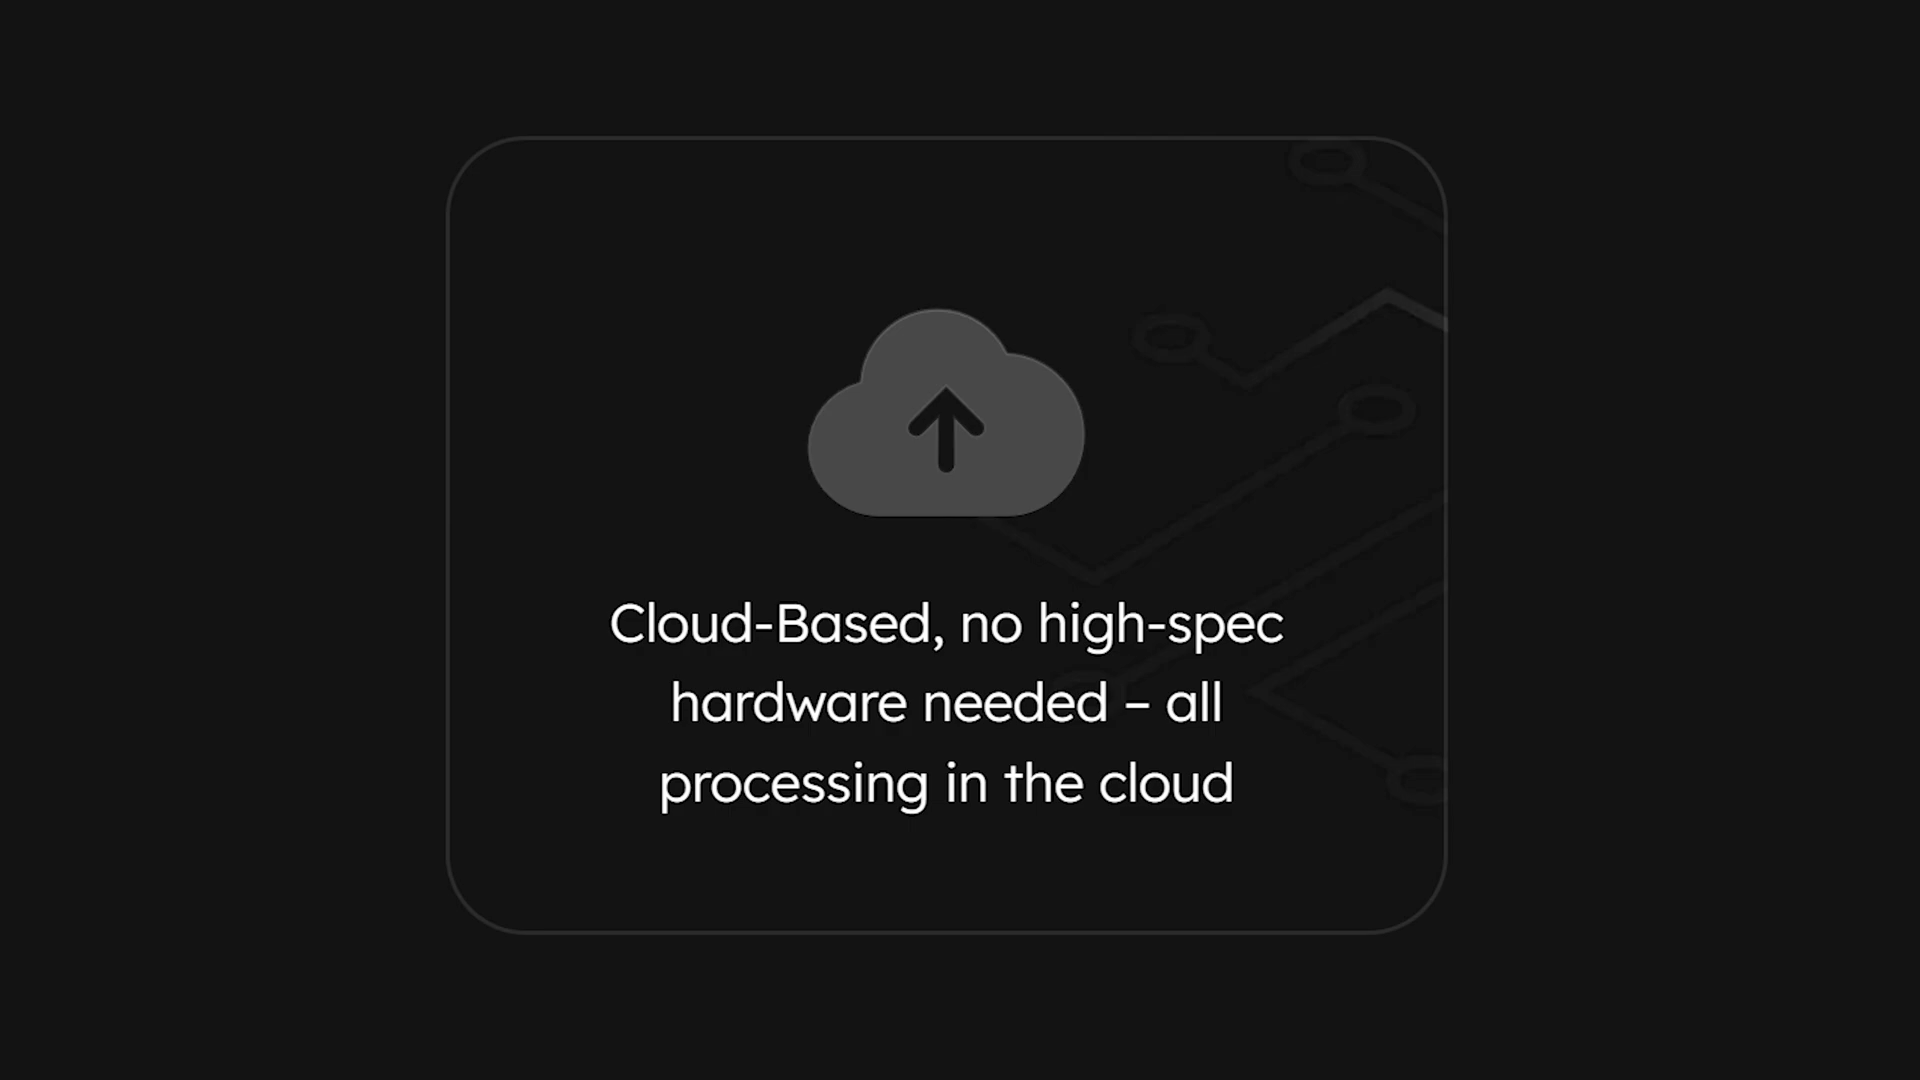 Cloud-Based, no high-spec
hardware needed – all
processing in the cloud